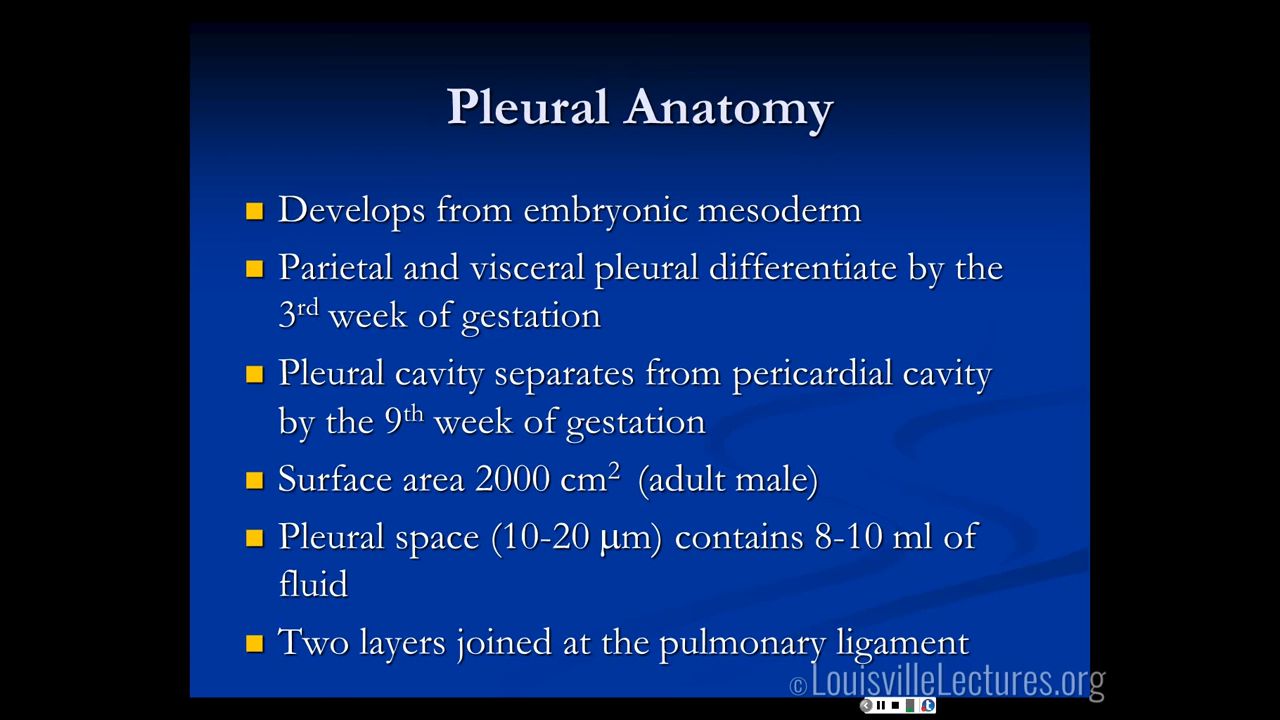 Pleural Anatomy
Develops from embryonic mesoderm
Parietal and visceral pleural differentiate by the
3rd week of gestation
Pleural cavity separates from pericardial cavity
by the 9th week of gestation
Surface area 2000 cm2 (adult male)
Pleural space (10-20 μm) contains 8-10 ml of
fluid
Two layers joined at the pulmonary ligament
© LouisvilleLectures.org